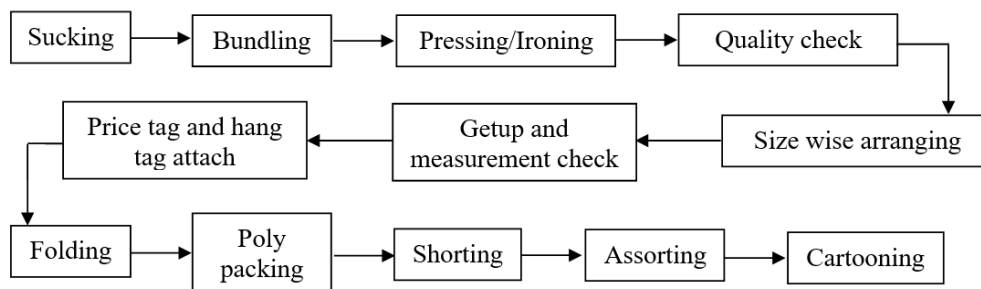 Sucking
Bundling
Pressing/Ironing
Quality check
Size wise arranging
Getup and
measurement check
Price tag and hang
tag attach
Folding
Poly
packing
Shorting
Assorting
Cartooning